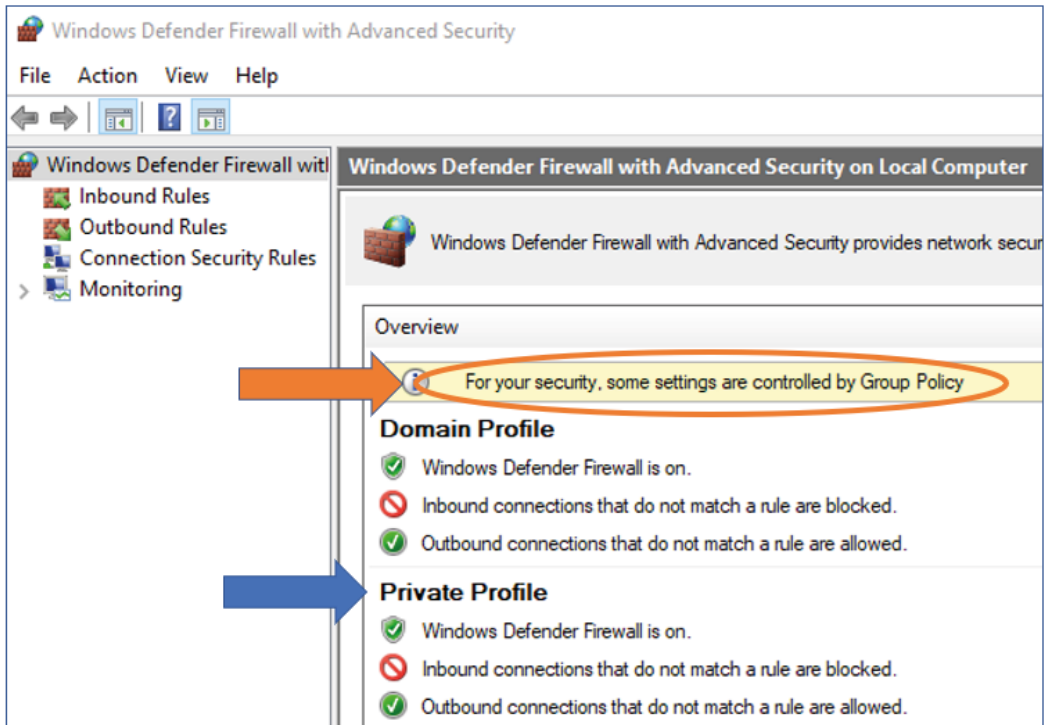 Windows Defender Firewall with Advanced Security
File Action View Help
Windows Defender Firewall witl
Inbound Rules
Outbound Rules
Connection Security Rules
Monitoring
Windows Defender Firewall with Advanced Security on Local Computer
Windows Defender Firewall with Advanced Security provides network secur
Overview
For your security, some settings are controlled by Group Policy
Domain Profile
Windows Defender Firewall is on.
Inbound connections that do not match a rule are blocked.
Outbound connections that do not match a rule are allowed.
Private Profile
Windows Defender Firewall is on.
Inbound connections that do not match a rule are blocked.
Outbound connections that do not match a rule are allowed.